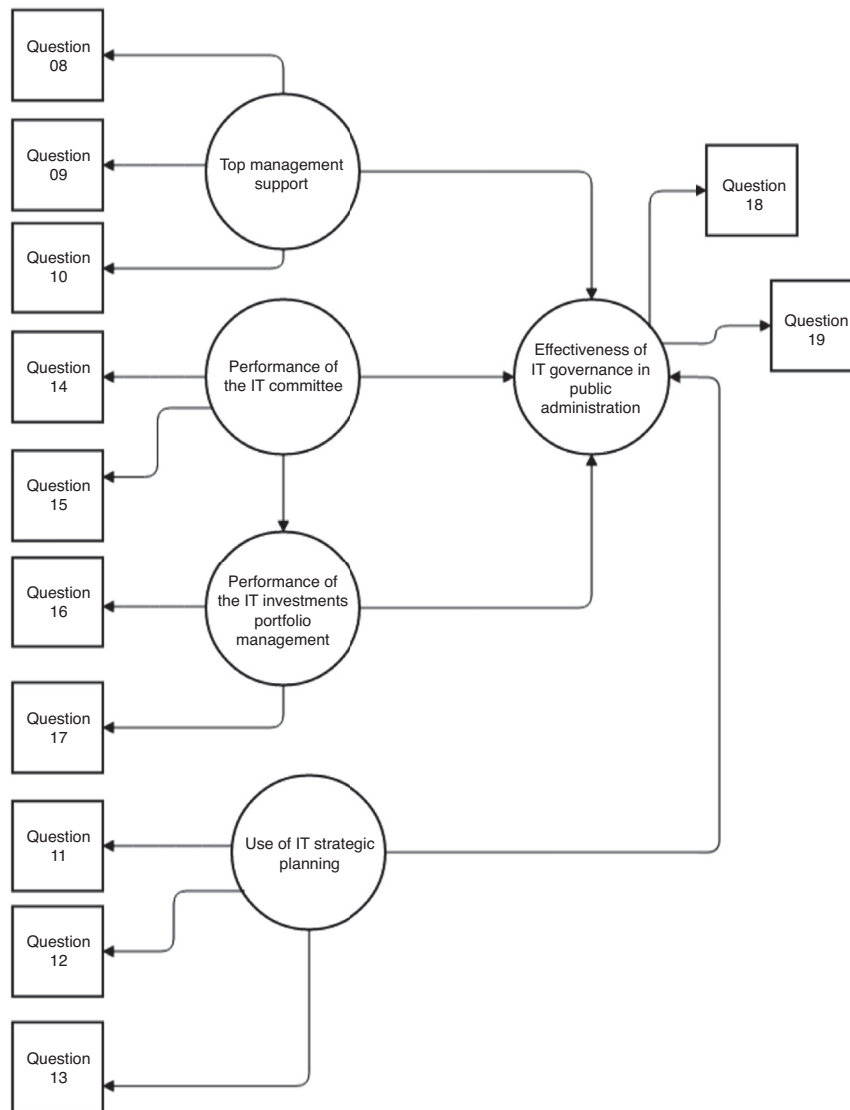 Question
08
Question
09
Question
10
Top management
support
Question
18
Question
19
Question
14
Question
15
Performance of
the IT committee
Effectiveness of
IT governance in
public
administration
Question
16
Question
17
Performance of
the IT investments
portfolio
management
Question
11
Question
12
Question
13
Use of IT strategic
planning